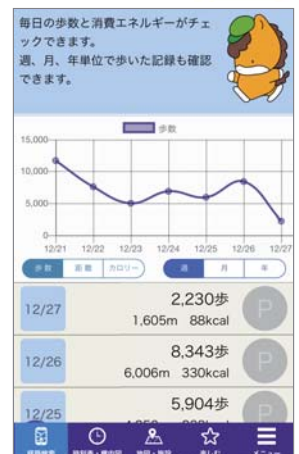 毎日の歩数と消費エネルギーがチェ
ックできます。
週、月、年単位で歩いた記録も確認
できます。
歩数
15,000
10,000
5,000
0
12/21 12/22 12/23 12/24 12/25 12/26 12/27
歩数 距離 カロリー 週 月 年
12/27
2,230歩
1,605m 88kcal
P
12/26
8,343歩
6,006m 330kcal
P
12/25
5,904歩
メニュー